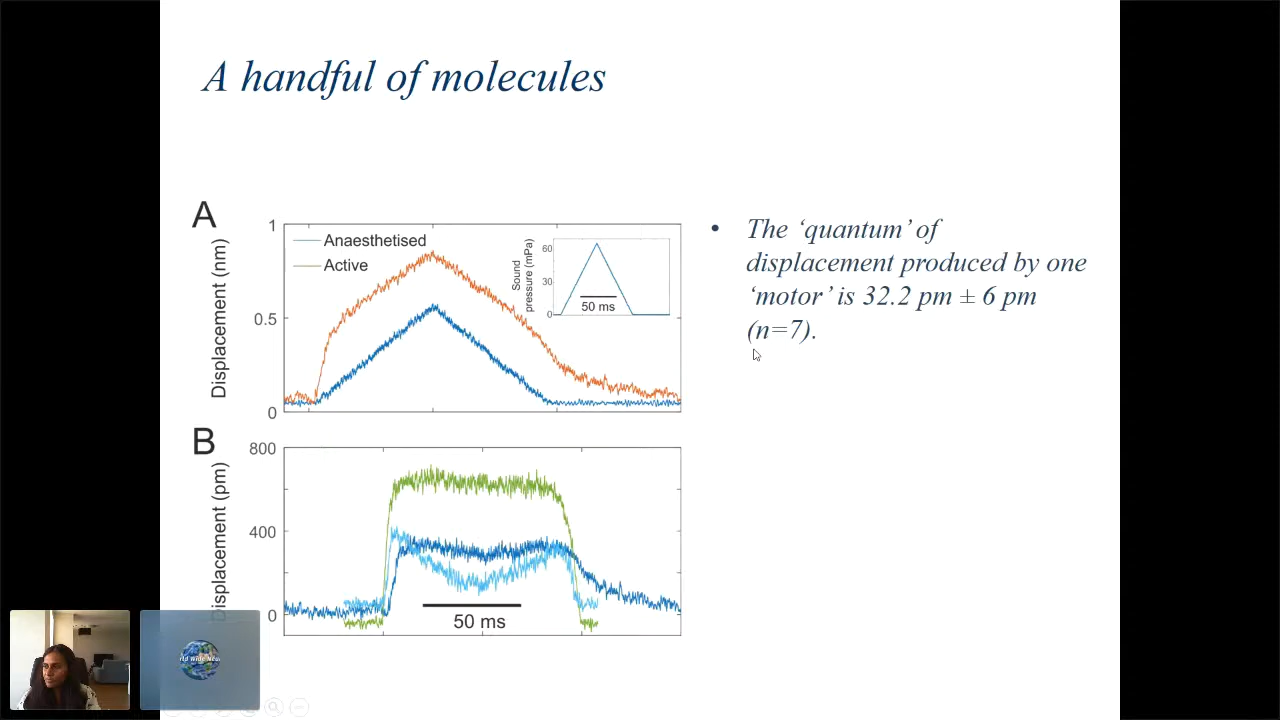 A handful of molecules
A
Displacement (nm)
1
0.5
0
Anaesthetised
Active
Sound
pressure (mPa)
60
30
0
50 ms
B
Displacement (pm)
800
400
0
50 ms
• The ‘quantum’ of
displacement produced by one
‘motor’ is 32.2 pm ± 6 pm
(n=7).